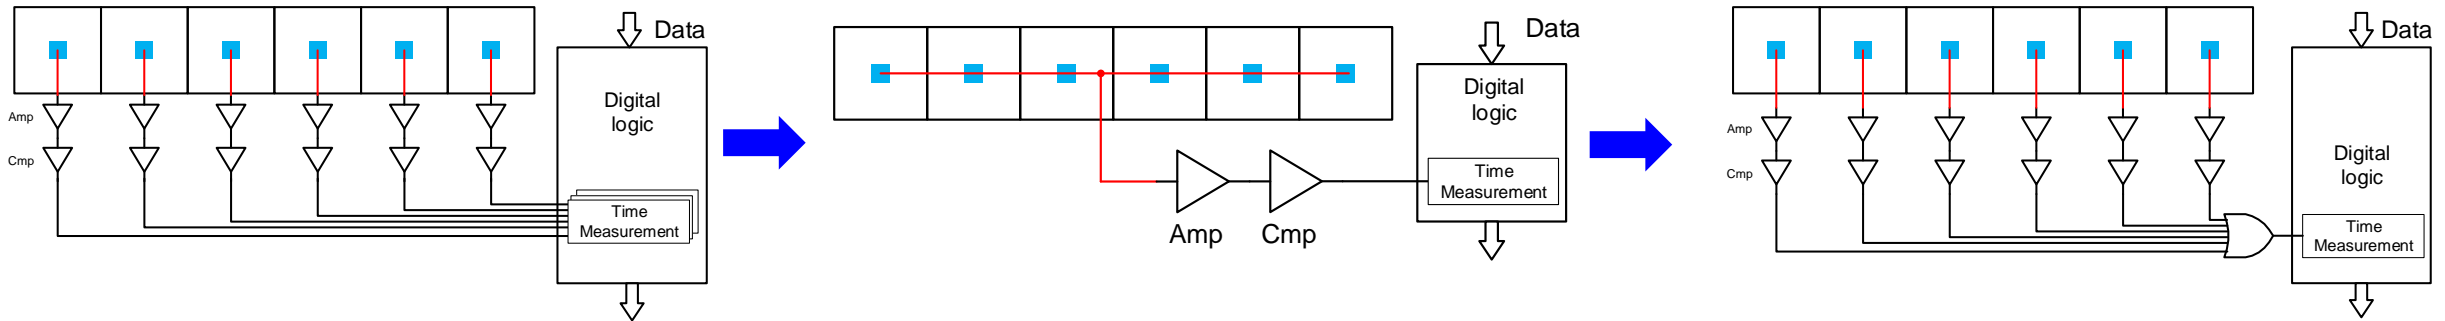 Data
Digital
logic
Amp
Cmp
Time
Measurement
Data
Digital
logic
Time
Measurement
Amp
Cmp
Data
Amp
Cmp
Digital
logic
Time
Measurement